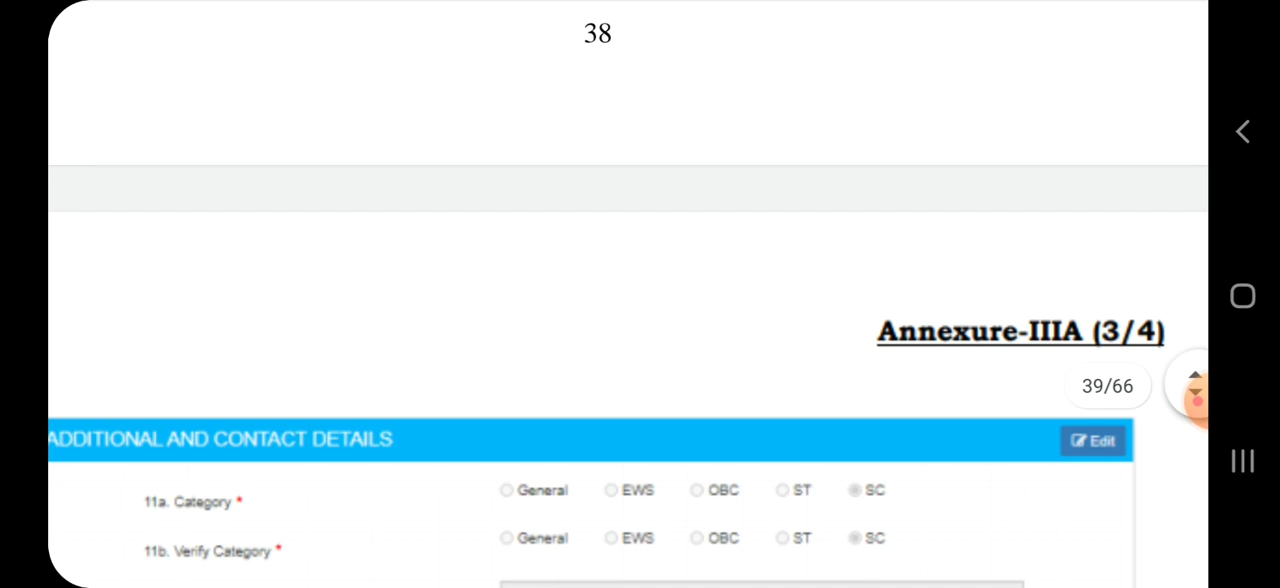 38
Annexure-IIIA (3/4)
39/66
ADDITIONAL AND CONTACT DETAILS
Edit
11a. Category *
General EWS OBC ST SC
11b. Verify Category *
General EWS OBC ST SC